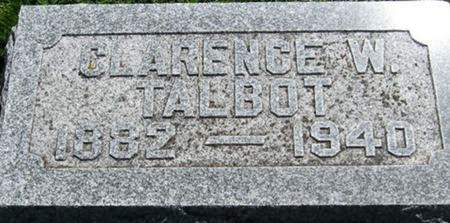 CLARENCE W.
TALBOT
1882 — 1940